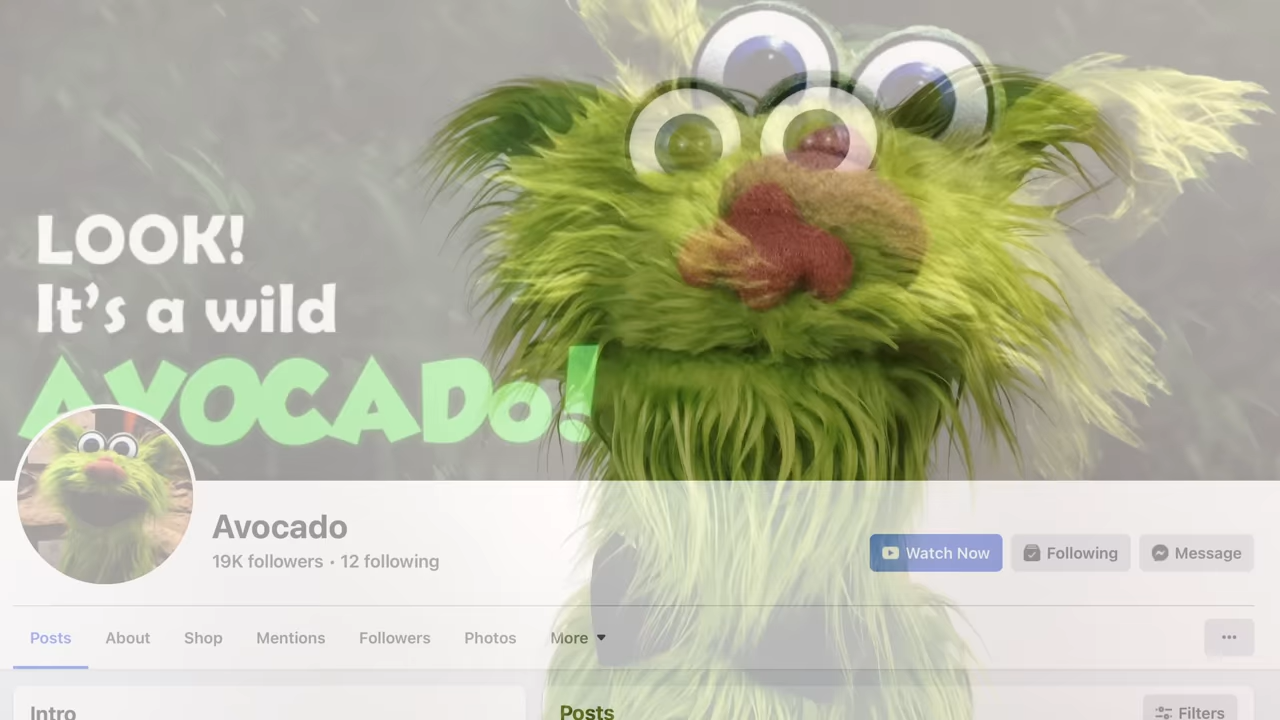 LOOK!
It's a wild
AVOCADo!
Avocado
19K followers · 12 following
Watch Now
Following
Message
Posts
About
Shop
Mentions
Followers
Photos
More
Intro
Posts
Filters